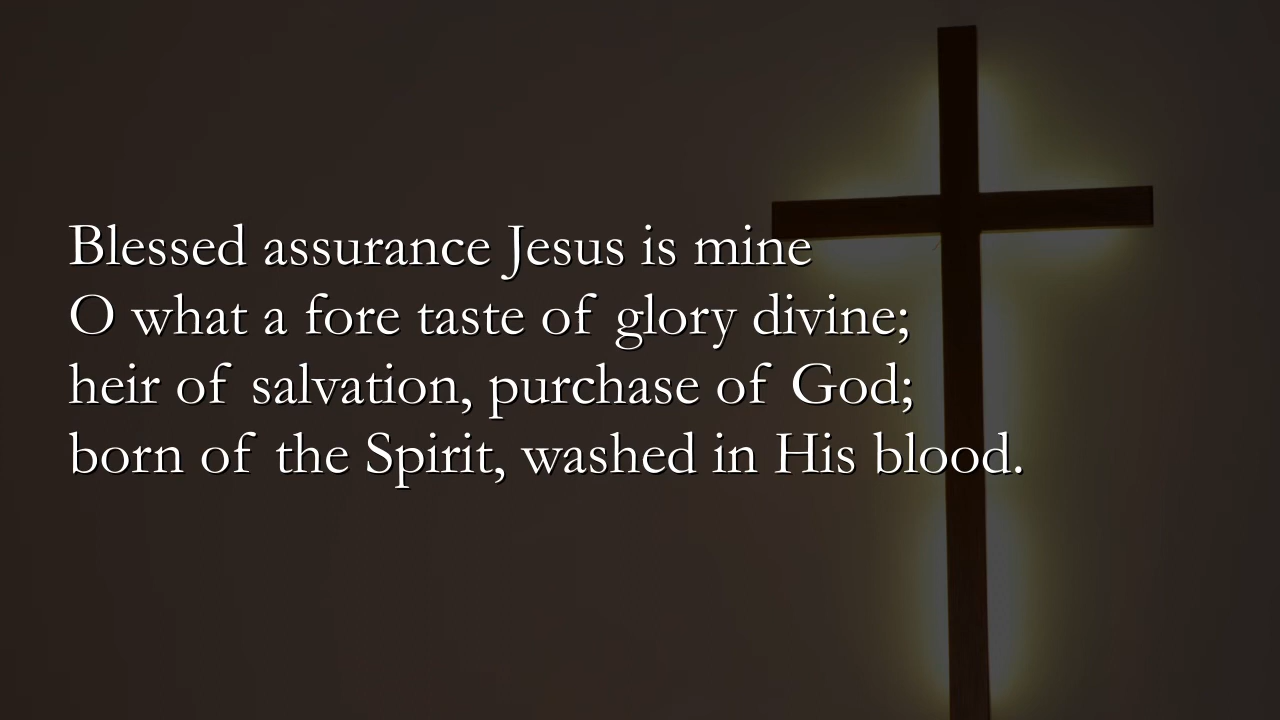 Blessed assurance Jesus is mine
O what a fore taste of glory divine;
heir of salvation, purchase of God;
born of the Spirit, washed in His blood.